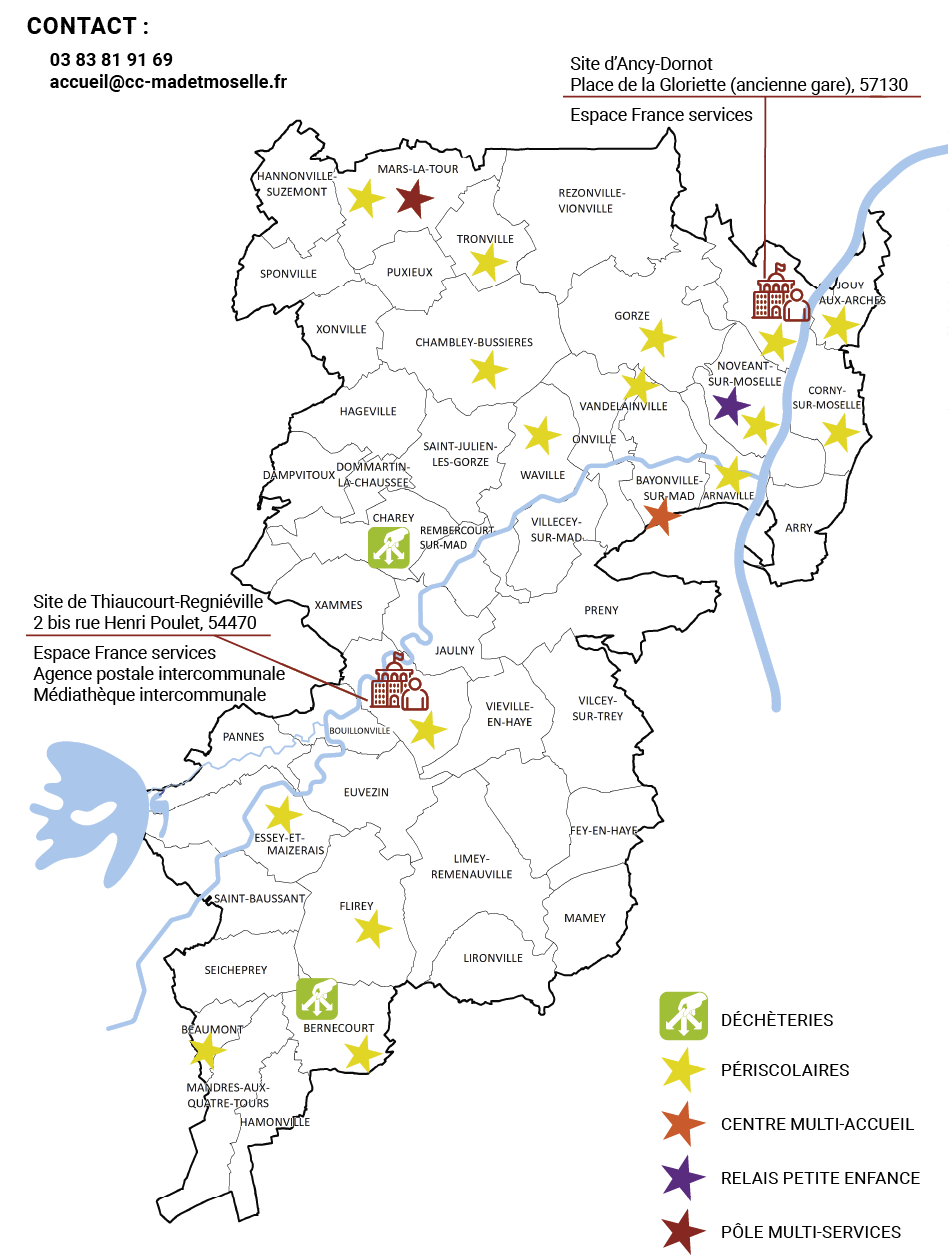 CONTACT :
03 83 81 91 69
accueil@cc-madetmoselle.fr
Site d'Ancy-Dornot
Place de la Gloriette (ancienne gare), 57130
Espace France services
HANNONVILLE-
SUZEMONT
MARS-LA-TOUR
REZONVILLE-
VIONVILLE
TRONVILLE
SPONVILLE
PUXIEUX
JOUY
AUX-ARCHES
XONVILLE
GORZE
CHAMBLEY-BUSSIERES
NOVEANT-
SUR-MOSELLE
CORNY-
SUR-MOSELLE
HAGEVILLE
VANDELAINVILLE
SAINT-JULIEN-
LES-GORZE
ONVILLE
DAMPVITOUX
DOMMARTIN-
LA-CHAUSSEE
WAVILLE
BAYONVILLE-
SUR-MAD
ARNAVILLE
CHAREY
REMBERCOURT-
SUR-MAD
VILLECEY-
SUR-MAD
ARRY
XAMMES
PRENY
Site de Thiaucourt-Regniéville
2 bis rue Henri Poulet, 54470
Espace France services
Agence postale intercommunale
Médiathèque intercommunale
JAULNY
VIEVILLE-
EN-HAYE
VILCEY-
SUR-TREY
PANNES
BOUILLONVILLE
EUVEZIN
ESSEY-ET-
MAIZERAIS
FEY-EN-HAYE
LIMEY-
REMENAUVILLE
SAINT-BAUSSANT
FLIREY
MAMEY
LIRONVILLE
SEICHEPREY
BEAUMONT
BERNECOURT
MANDRES-AUX-
QUATRE-TOURS
HAMONVILLE
DÉCHÈTERIES
PÉRISCOLAIRES
CENTRE MULTI-ACCUEIL
RELAIS PETITE ENFANCE
PÔLE MULTI-SERVICES